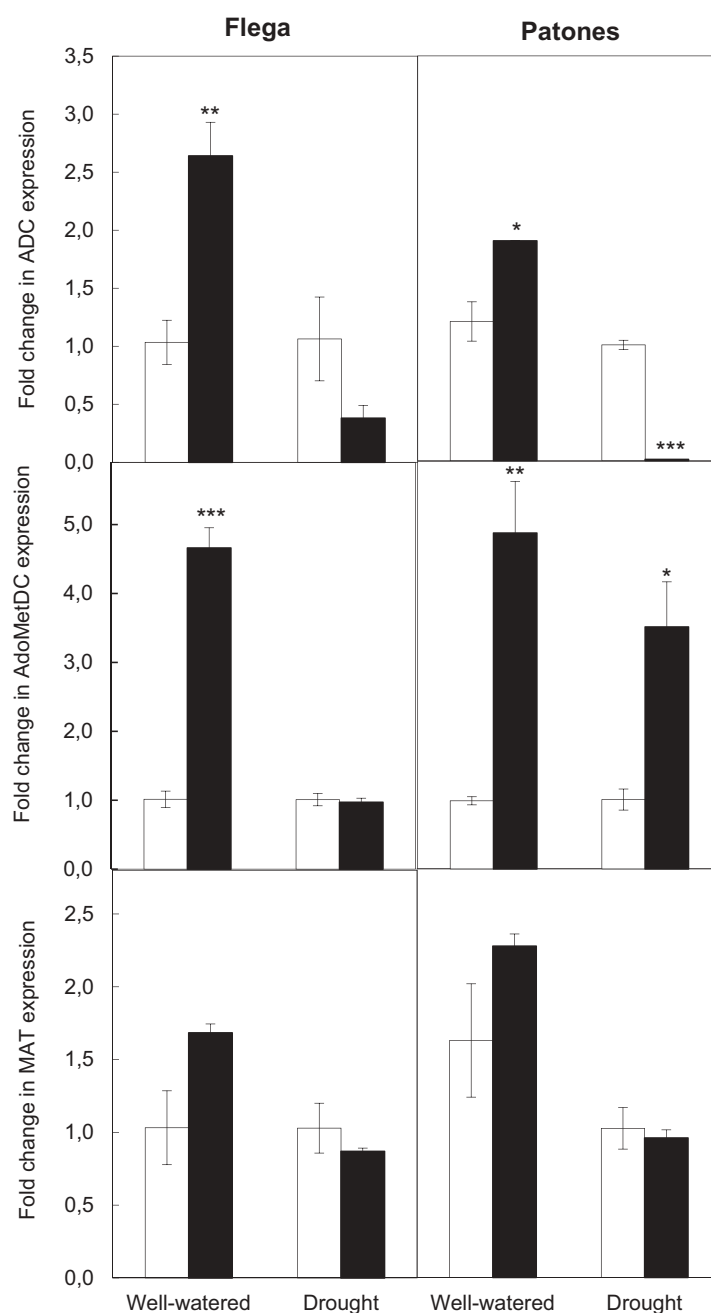 Flega
Patones
Fold change in ADC expression
3,5
3,0
2,5
2,0
1,5
1,0
0,5
0,0
**
*
***
Fold change in AdoMetDC expression
5,0
4,0
3,0
2,0
1,0
0,0
***
**
*
Fold change in MAT expression
2,5
2,0
1,5
1,0
0,5
0,0
Well-watered
Drought
Well-watered
Drought